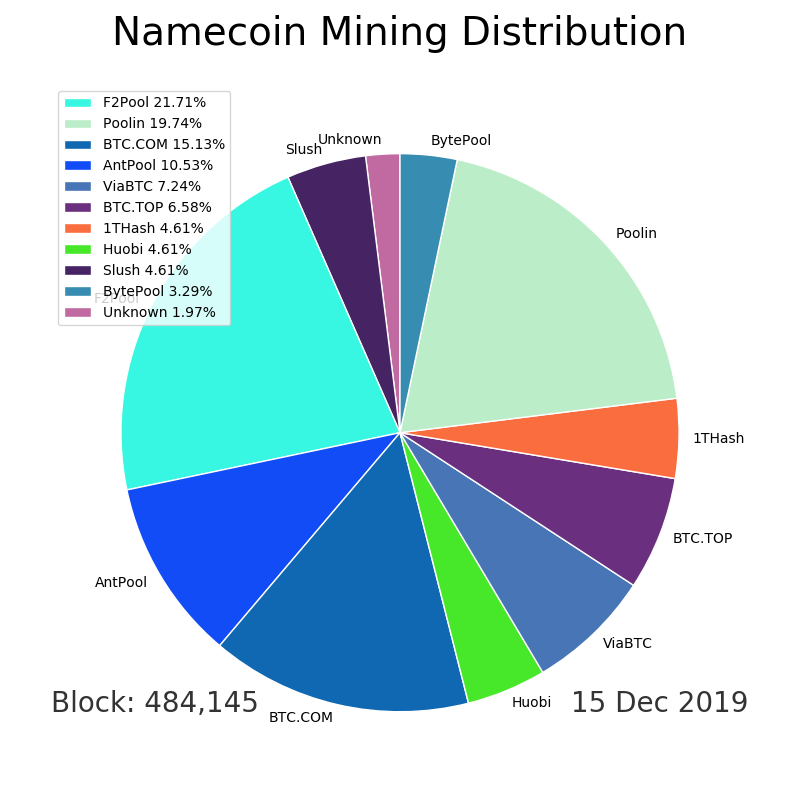 Namecoin Mining Distribution
F2Pool 21.71%
Poolin 19.74%
BTC.COM 15.13%
AntPool 10.53%
ViaBTC 7.24%
BTC.TOP 6.58%
1THash 4.61%
Huobi 4.61%
Slush 4.61%
BytePool 3.29%
Unknown 1.97%
Slush
Unknown
BytePool
Poolin
F2Pool
1THash
BTC.TOP
AntPool
ViaBTC
Huobi
BTC.COM
Block: 484,145
15 Dec 2019